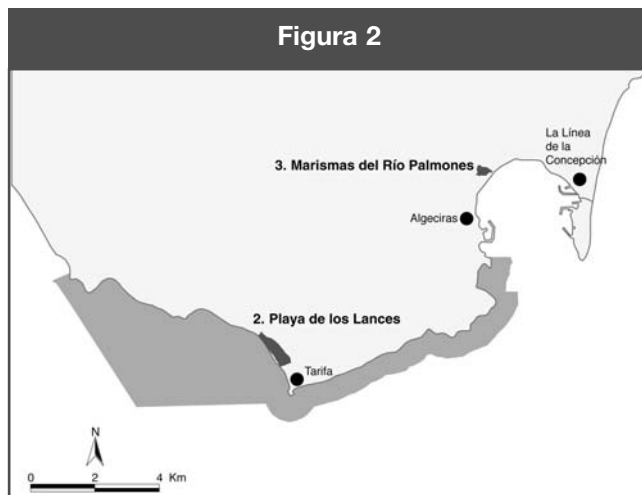 Figura 2
La Línea
de la
Concepción
3. Marismas del Río Palmones
Algeciras
2. Playa de los Lances
Tarifa
N
0 2 4 Km